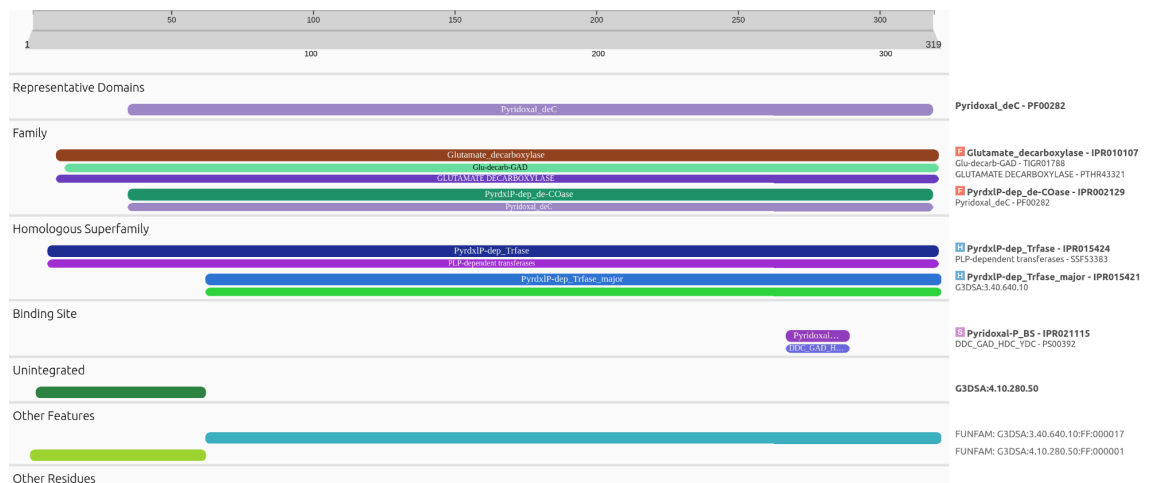 50 100 150 200 250 300
1 319
100 200 300
Representative Domains
Pyridoxal_deC Pyridoxal_deC - PF00282
Family
Glutamate_decarboxylase F Glutamate_decarboxylase - IPR010107
Glu-decarb-GAD Glu-decarb-GAD - TIGR01788
GLUTAMATE DECARBOXYLASE GLUTAMATE DECARBOXYLASE - PTHR43321
PyrdxlP-dep_de-COase F PyrdxlP-dep_de-COase - IPR002129
Pyridoxal_deC Pyridoxal_deC - PF00282
Homologous Superfamily
PyrdxlP-dep_Trfase H PyrdxlP-dep_Trfase - IPR015424
PLP-dependent transferases PLP-dependent transferases - SSF53383
PyrdxlP-dep_Trfase_major H PyrdxlP-dep_Trfase_major - IPR015421
G3DSA:3.40.640.10
Binding Site
Pyridoxal... S Pyridoxal-P_BS - IPR021115
DDC_GAD_H... DDC_GAD_HDC_YDC - PS00392
Unintegrated
G3DSA:4.10.280.50
Other Features
FUNFAM: G3DSA:3.40.640.10:FF:000017
FUNFAM: G3DSA:4.10.280.50:FF:000001
Other Residues